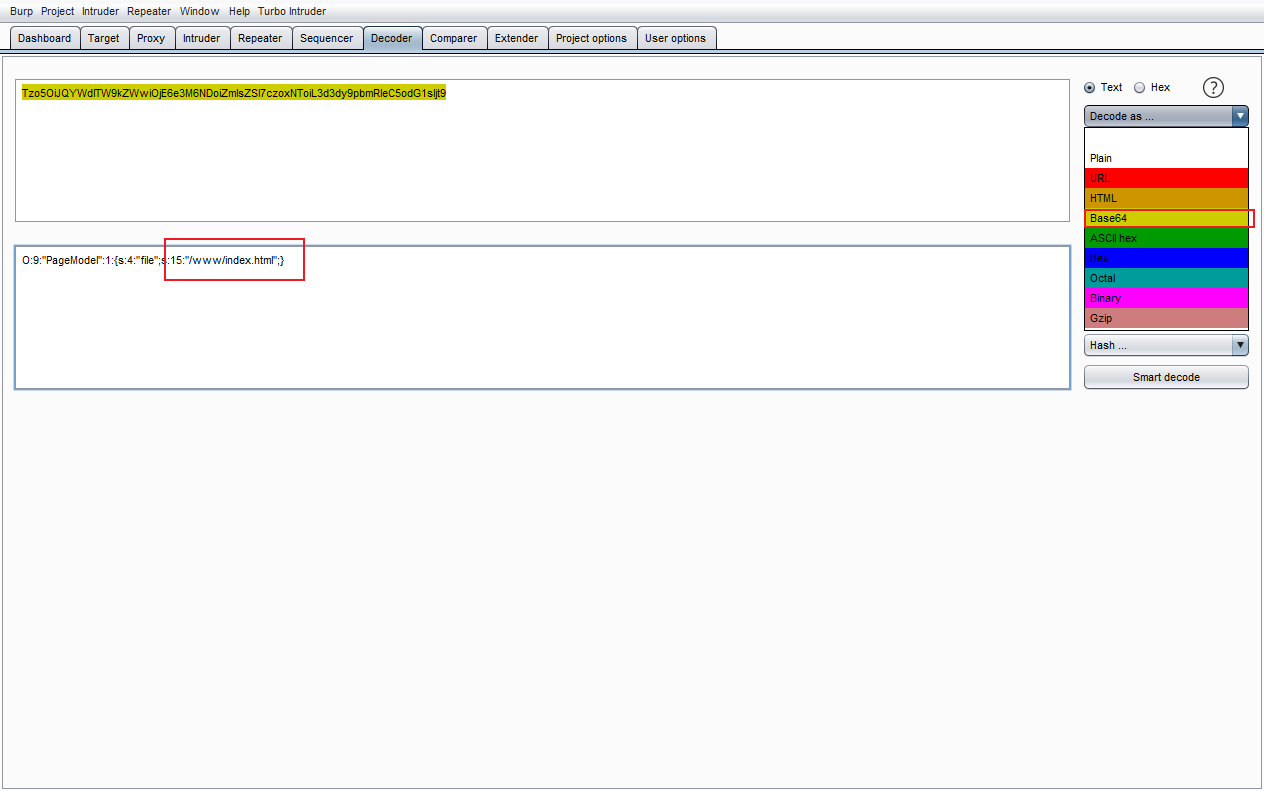 Burp Project Intruder Repeater Window Help Turbo Intruder
Dashboard Target Proxy Intruder Repeater Sequencer Decoder Comparer Extender Project options User options
Tzo5OiJQYWdlTW9kZWwiOjE6e3M6NDoiZmlsZSI7czoxNToiL3d3dy9pbmRleC5odG1sIjt9
Text Hex ?
Decode as ...
Plain
URL
HTML
Base64
ASCII hex
Hex
Octal
Binary
Gzip
O:9:"PageModel":1:{s:4:"file";s:15:"/www/index.html";}
Hash ...
Smart decode